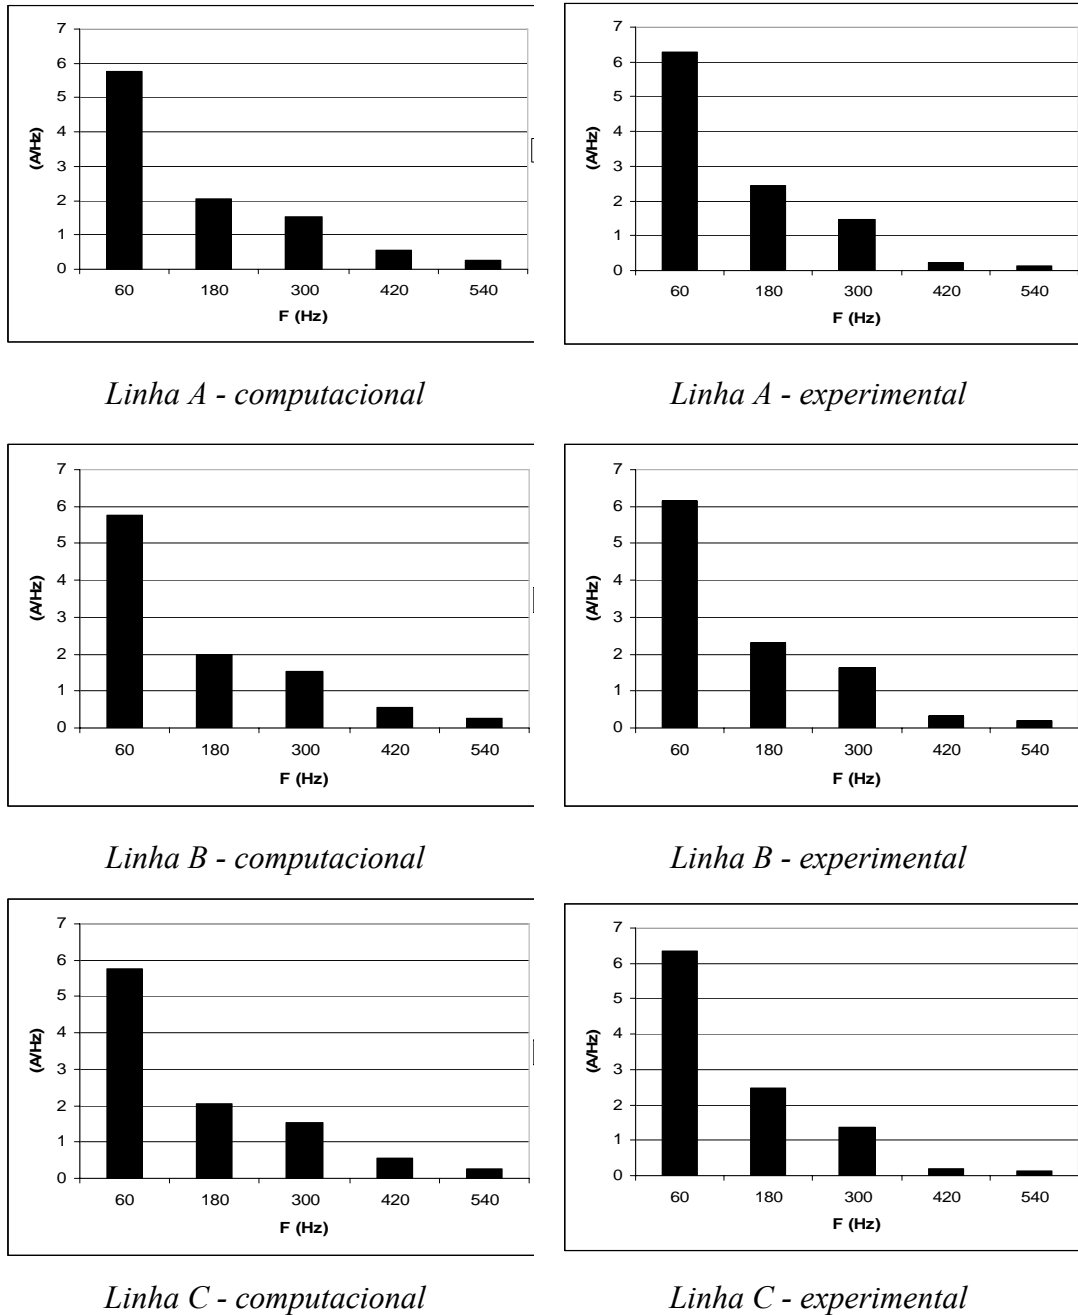 7
6
5
4
3
2
1
0
(A/Hz)
60 180 300 420 540
F (Hz)
7
6
5
4
3
2
1
0
(A/Hz)
60 180 300 420 540
F (Hz)
Linha A - computacional
Linha A - experimental
7
6
5
4
3
2
1
0
(A/Hz)
60 180 300 420 540
F (Hz)
7
6
5
4
3
2
1
0
(A/Hz)
60 180 300 420 540
F (Hz)
Linha B - computacional
Linha B - experimental
7
6
5
4
3
2
1
0
(A/Hz)
60 180 300 420 540
F (Hz)
7
6
5
4
3
2
1
0
(A/Hz)
60 180 300 420 540
F (Hz)
Linha C - computacional
Linha C - experimental